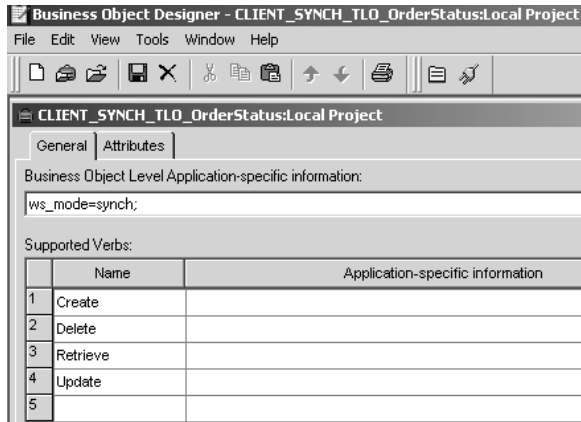 Business Object Designer - CLIENT_SYNCH_TLO_OrderStatus:Local Project
File Edit View Tools Window Help
CLIENT_SYNCH_TLO_OrderStatus:Local Project
General Attributes
Business Object Level Application-specific information:
ws_mode=synch;
Supported Verbs:
Name Application-specific information
1 Create
2 Delete
3 Retrieve
4 Update
5